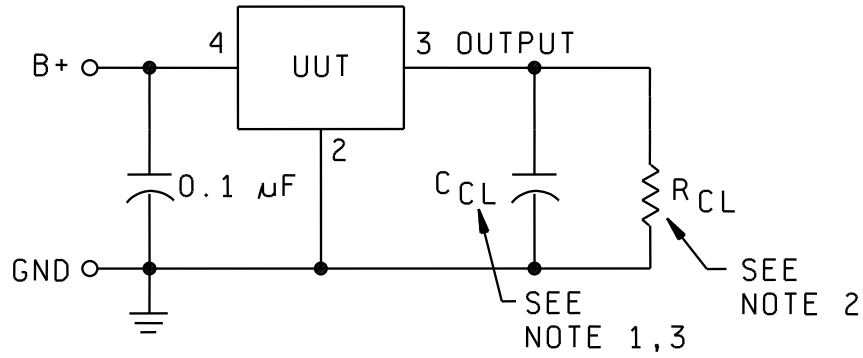 4
3 OUTPUT
B+
UUT
2
0.1 µF
C CL
R CL
GND
SEE
NOTE 2
SEE
NOTE 1,3